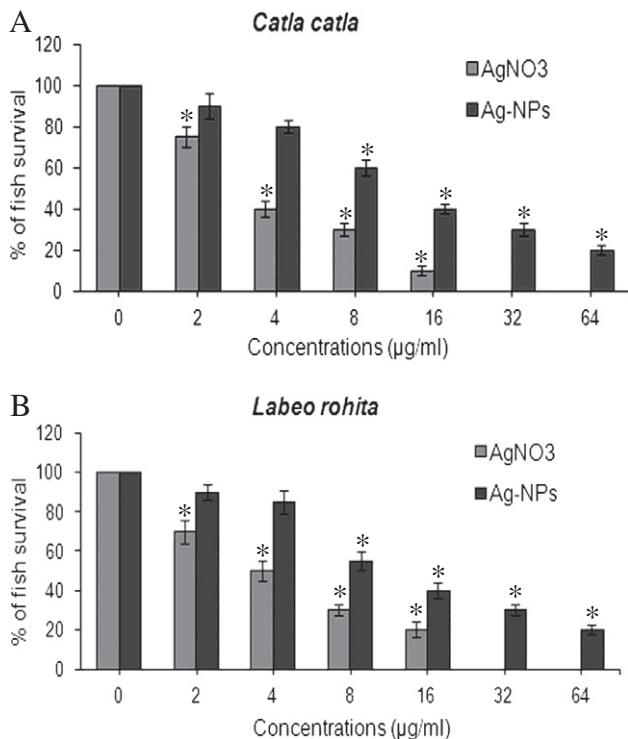 A
Catla catla
120
100
80
60
40
20
0
% of fish survival
AgNO3
Ag-NPs
*
*
*
*
*
*
*
*
0 2 4 8 16 32 64
Concentrations (µg/ml)
B
Labeo rohita
120
100
80
60
40
20
0
% of fish survival
AgNO3
Ag-NPs
*
*
*
*
*
*
*
*
0 2 4 8 16 32 64
Concentrations (µg/ml)